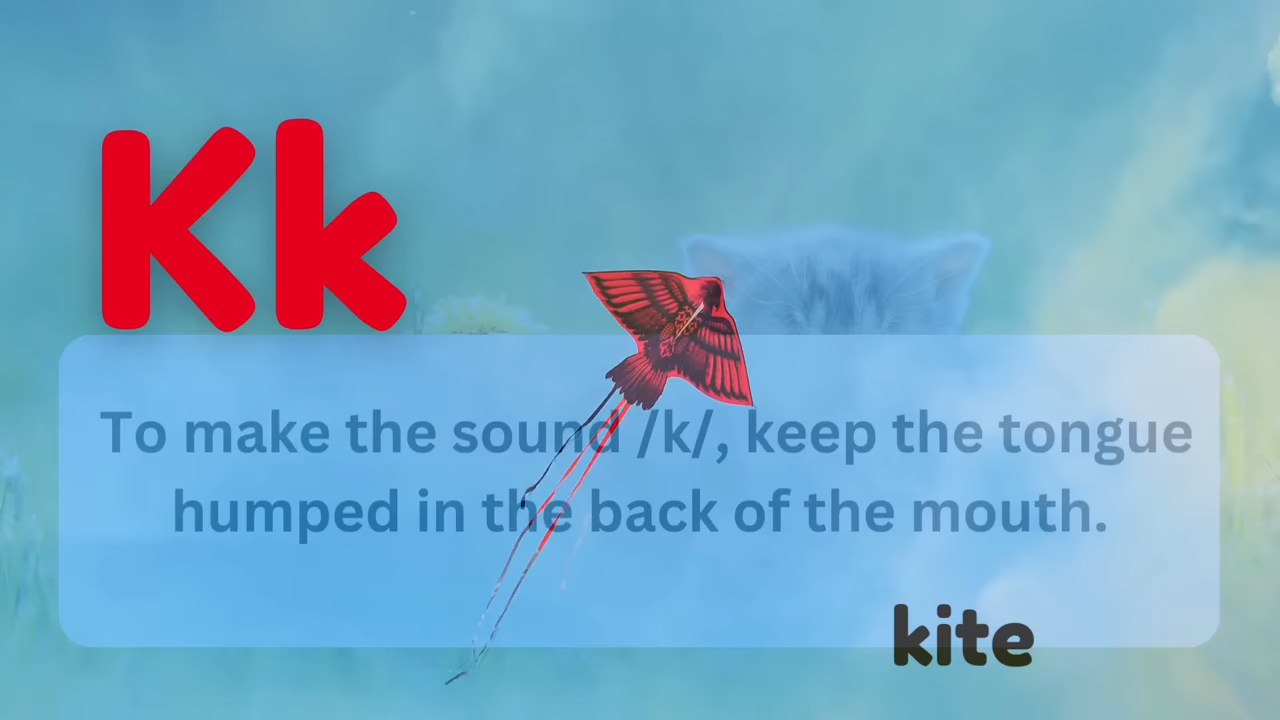 Kk
To make the sound /k/, keep the tongue
humped in the back of the mouth.
kite